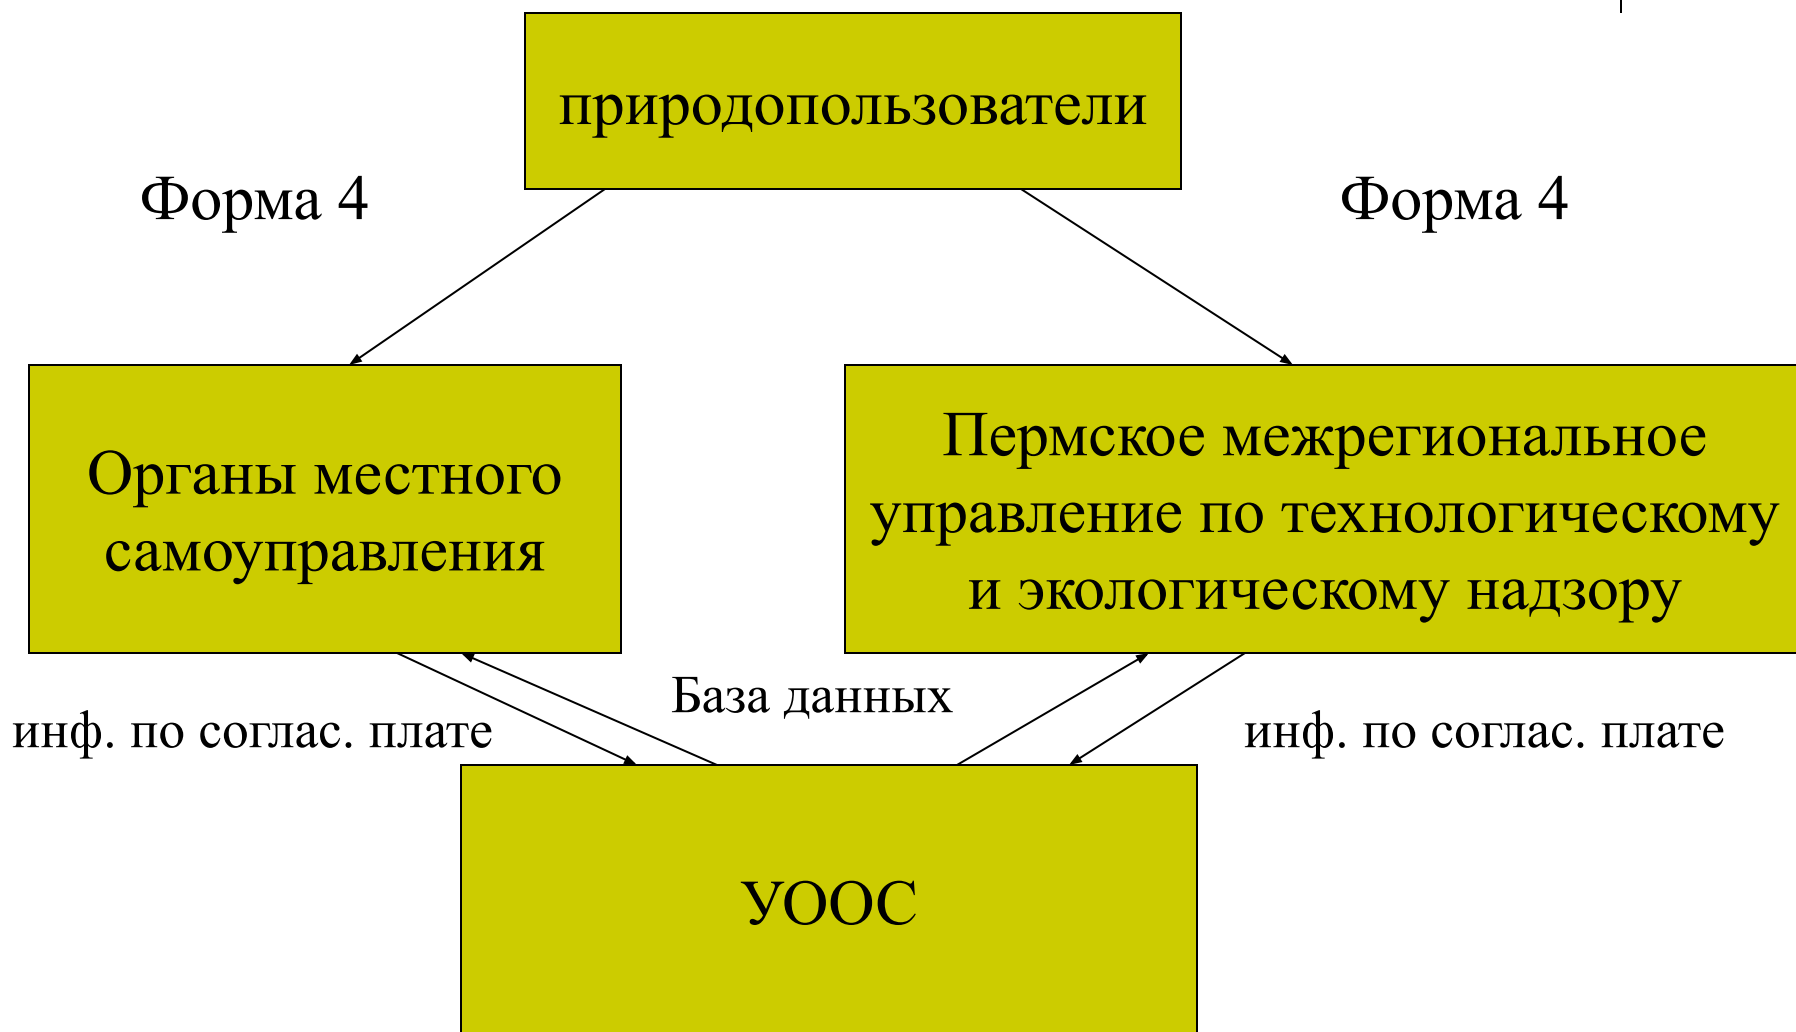 природопользователи
Форма 4
Форма 4
Органы местного
самоуправления
Пермское межрегиональное
управление по технологическому
и экологическому надзору
База данных
инф. по соглас. плате
инф. по соглас. плате
УООС